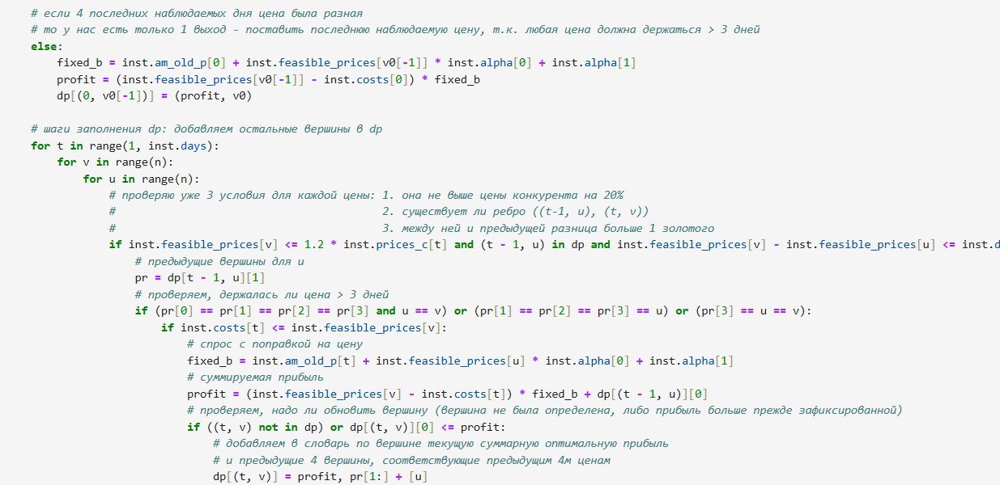 # если 4 последних наблюдаемых дня цена была разная
# то у нас есть только 1 выход - поставить последнюю наблюдаемую цену, т.к. любая цена должна держаться > 3 дней
else:
    fixed_b = inst.am_old_p[0] + inst.feasible_prices[v0[-1]] * inst.alpha[0] + inst.alpha[1]
    profit = (inst.feasible_prices[v0[-1]] - inst.costs[0]) * fixed_b
    dp[(0, v0[-1])] = (profit, v0)

# шаги заполнения dp: добавляем остальные вершины в dp
for t in range(1, inst.days):
    for v in range(n):
        for u in range(n):
            # проверяю уже 3 условия для каждой цены: 1. она не выше цены конкурента на 20%
            #                                         2. существует ли ребро ((t-1, u), (t, v))
            #                                         3. между ней и предыдущей разница больше 1 золотого
            if inst.feasible_prices[v] <= 1.2 * inst.prices_c[t] and (t - 1, u) in dp and inst.feasible_prices[v] - inst.feasible_prices[u] <= inst.d
                # предыдущие вершины для u
                pr = dp[t - 1, u][1]
                # проверяем, держалась ли цена > 3 дней
                if (pr[0] == pr[1] == pr[2] == pr[3] and u == v) or (pr[1] == pr[2] == pr[3] == u) or (pr[3] == u == v):
                    if inst.costs[t] <= inst.feasible_prices[v]:
                        # спрос с поправкой на цену
                        fixed_b = inst.am_old_p[t] + inst.feasible_prices[u] * inst.alpha[0] + inst.alpha[1]
                        # суммируемая прибыль
                        profit = (inst.feasible_prices[v] - inst.costs[t]) * fixed_b + dp[(t - 1, u)][0]
                        # проверяем, надо ли обновить вершину (вершина не была определена, либо прибыль больше прежде зафиксированной)
                        if ((t, v) not in dp) or dp[(t, v)][0] <= profit:
                            # добавляем в словарь по вершине текущую суммарную оптимальную прибыль
                            # и предыдущие 4 вершины, соответствующие предыдущим 4м ценам
                            dp[(t, v)] = profit, pr[1:] + [u]